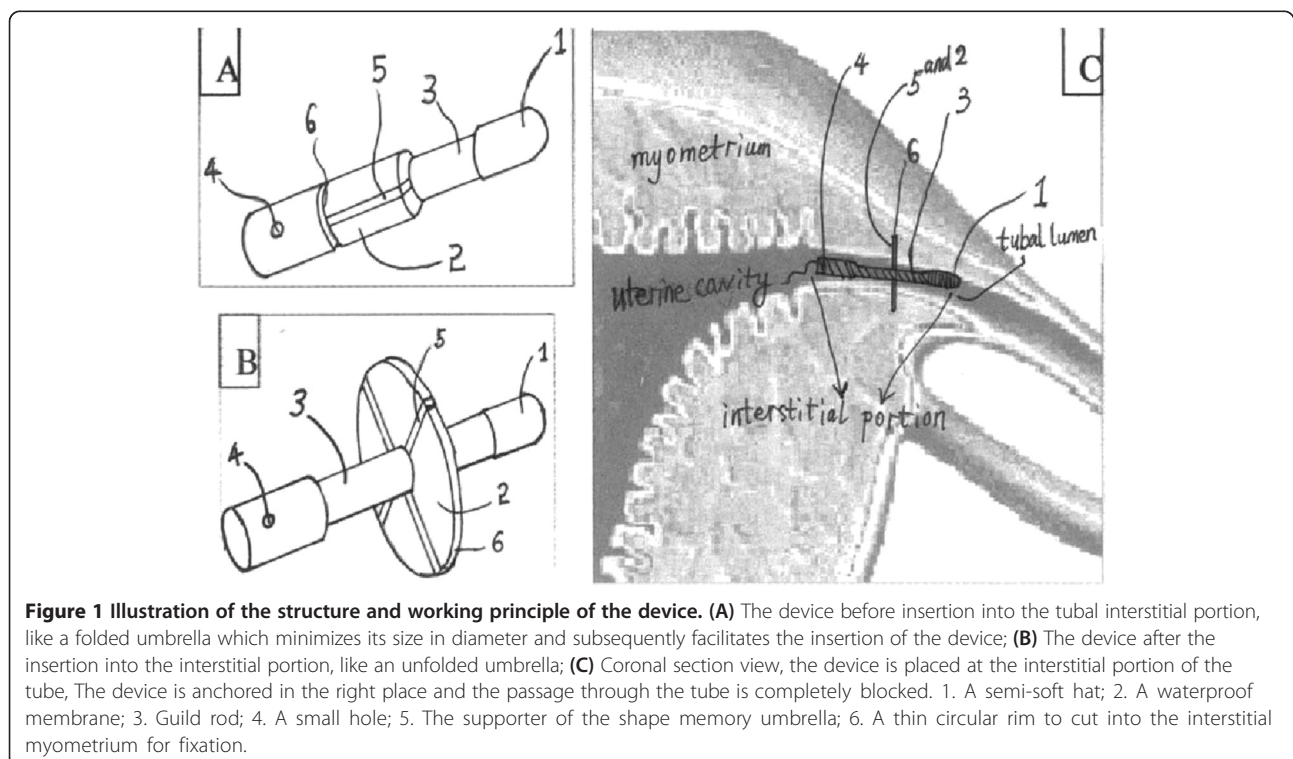 A
1
5
3
6
4
2
B
5
1
3
4
2
6
C
4
5 and 2
3
6
myometrium
1
tubal lumen
uterine cavity
interstitial portion
Figure 1 Illustration of the structure and working principle of the device. (A) The device before insertion into the tubal interstitial portion,
like a folded umbrella which minimizes its size in diameter and subsequently facilitates the insertion of the device; (B) The device after the
insertion into the interstitial portion, like an unfolded umbrella; (C) Coronal section view, the device is placed at the interstitial portion of the
tube, The device is anchored in the right place and the passage through the tube is completely blocked. 1. A semi-soft hat; 2. A waterproof
membrane; 3. Guild rod; 4. A small hole; 5. The supporter of the shape memory umbrella; 6. A thin circular rim to cut into the interstitial
myometrium for fixation.